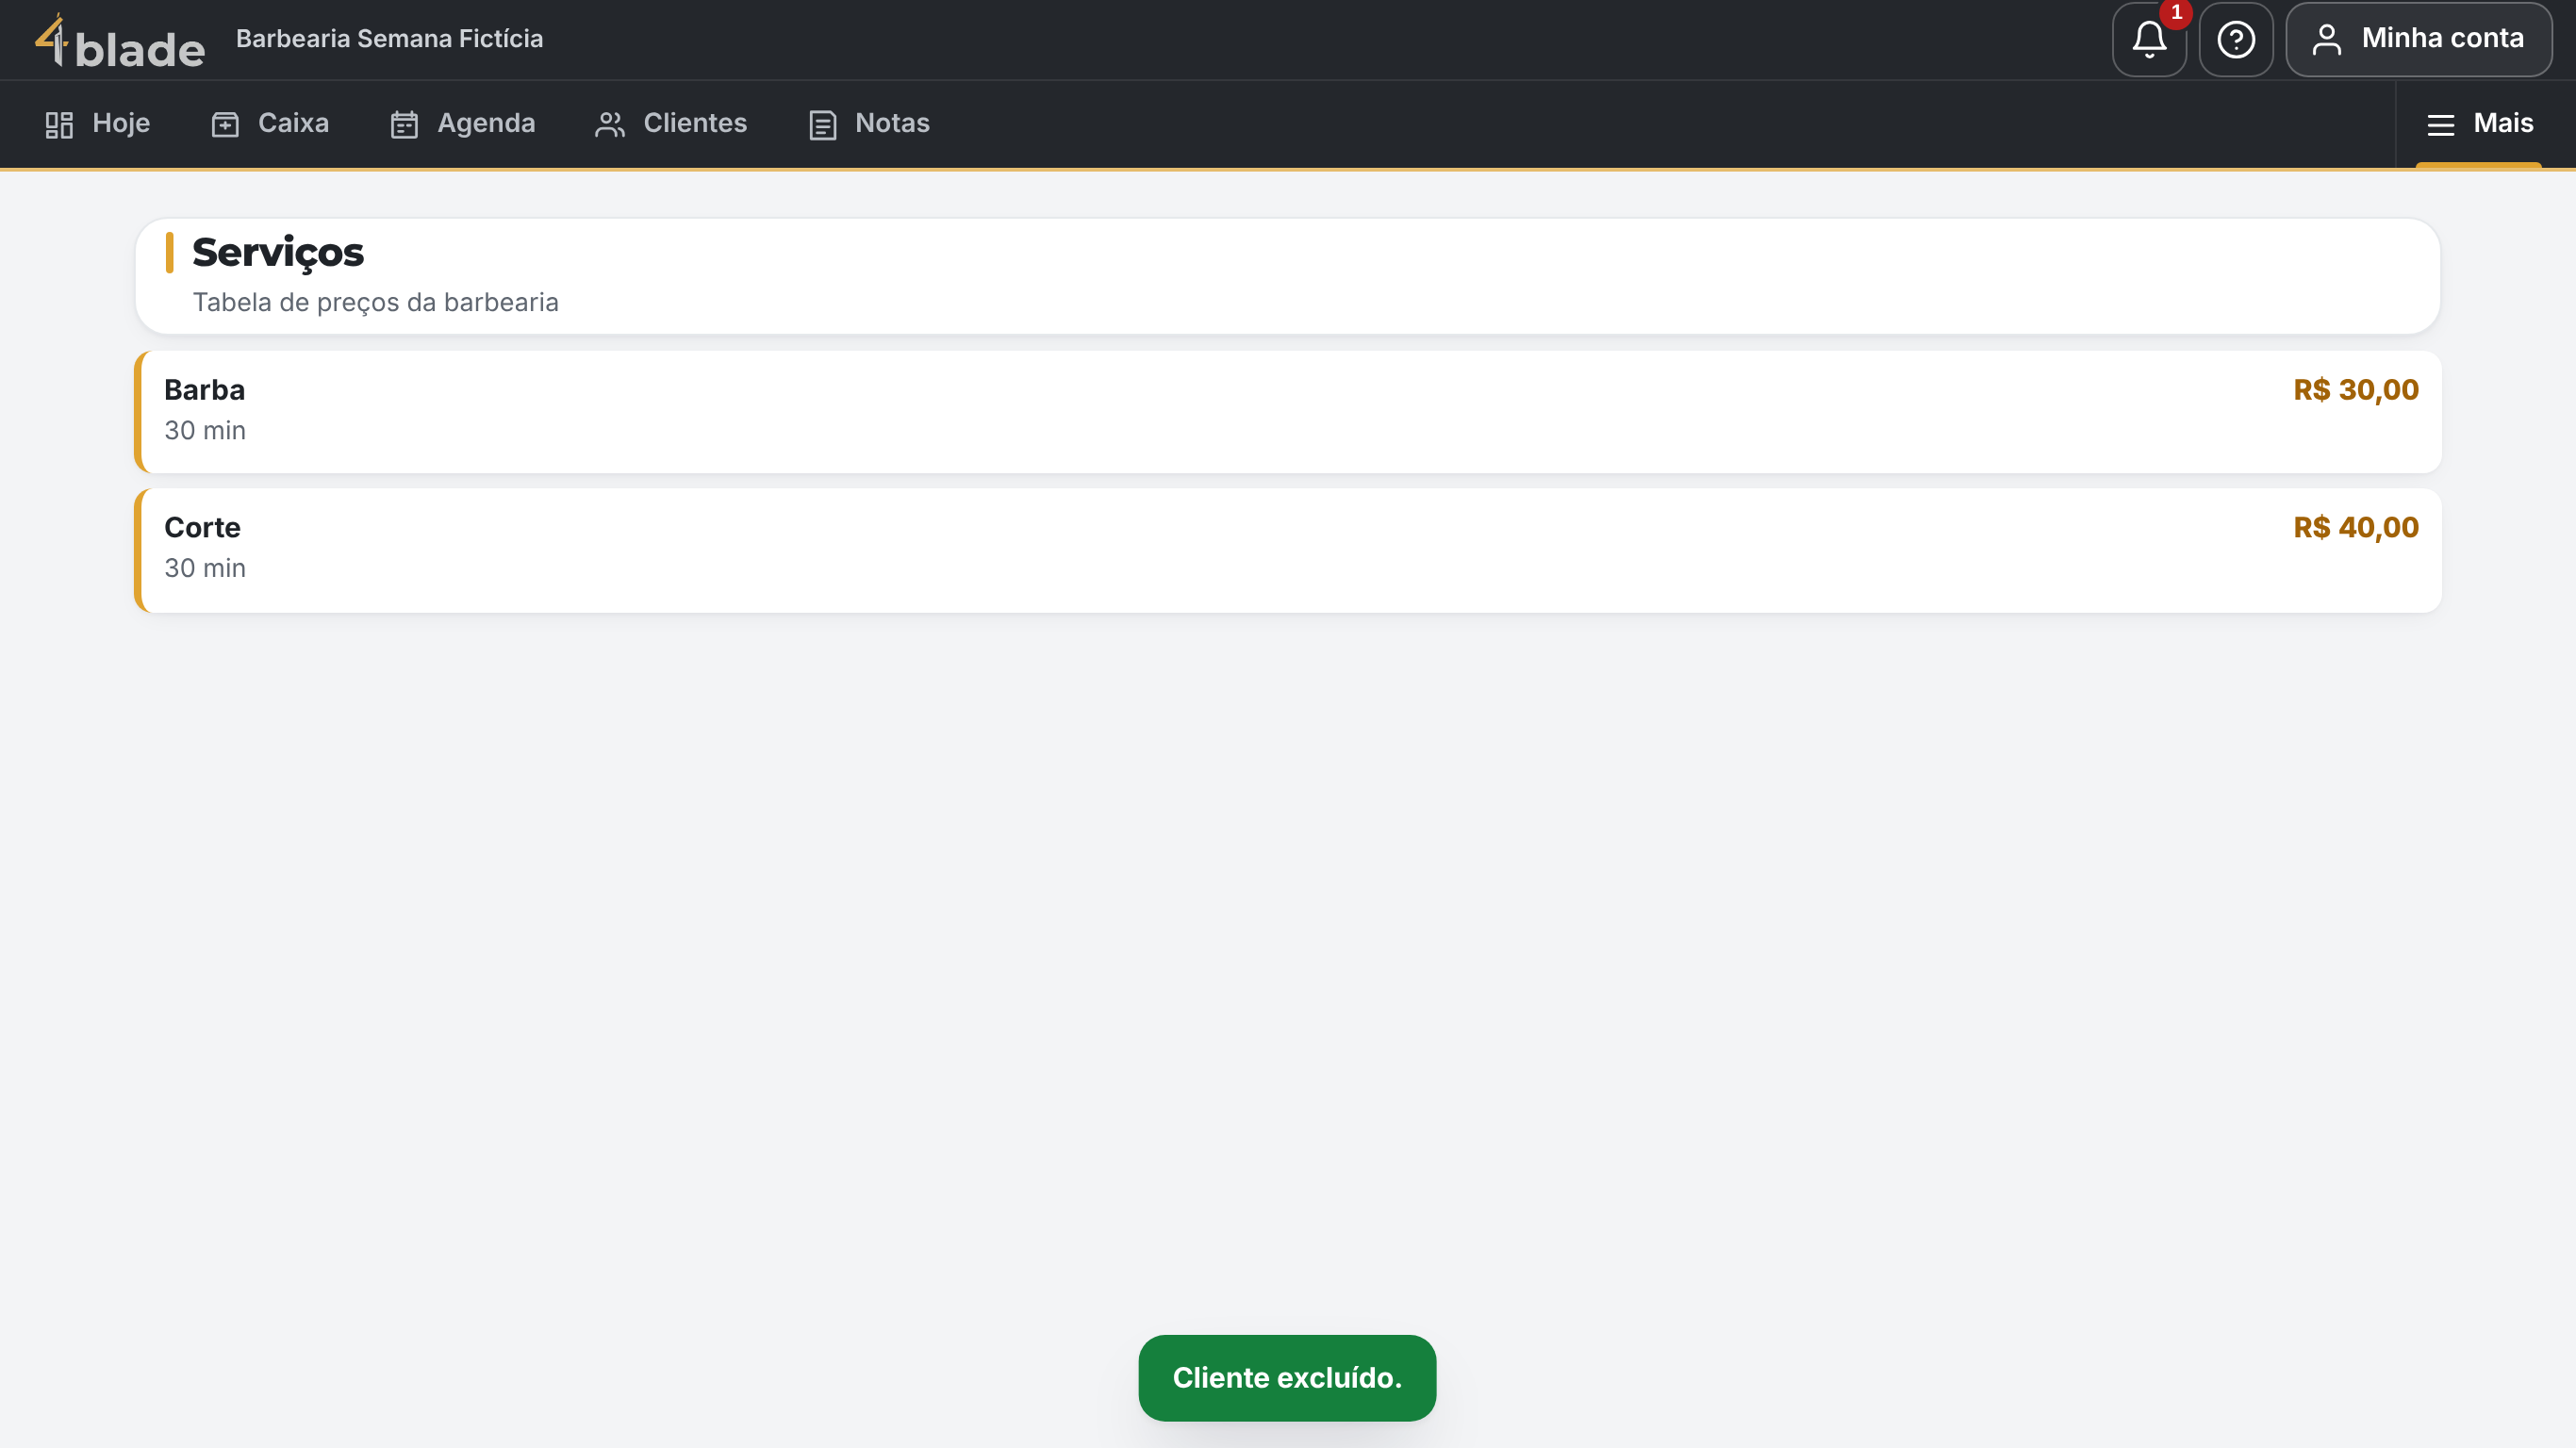 4blade
Barbearia Semana Fictícia
1
Minha conta
Hoje
Caixa
Agenda
Clientes
Notas
Mais
Serviços
Tabela de preços da barbearia
Barba
R$ 30,00
30 min
Corte
R$ 40,00
30 min
Cliente excluído.